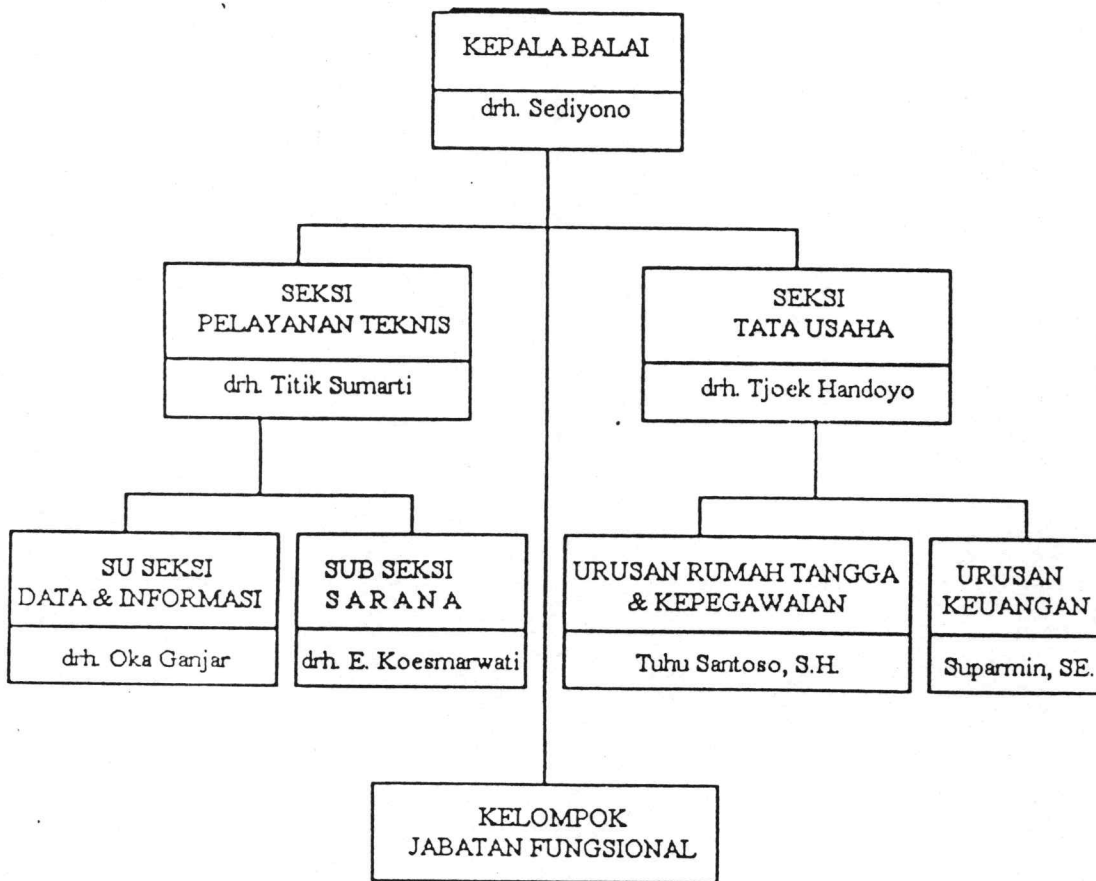 KEPALA BALAI
drh. Sediyono
SEKSI
PELAYANAN TEKNIS
drh. Titik Sumarti
SEKSI
TATA USAHA
drh. Tjoek Handoyo
SU SEKSI
DATA & INFORMASI
drh. Oka Ganjar
SUB SEKSI
S A R A N A
drh. E. Koesmarwati
URUSAN RUMAH TANGGA
& KEPEGAWAIAN
Tuhu Santoso, S.H.
URUSAN
KEUANGAN
Suparmin, SE.
KELOMPOK
JABATAN FUNGSIONAL